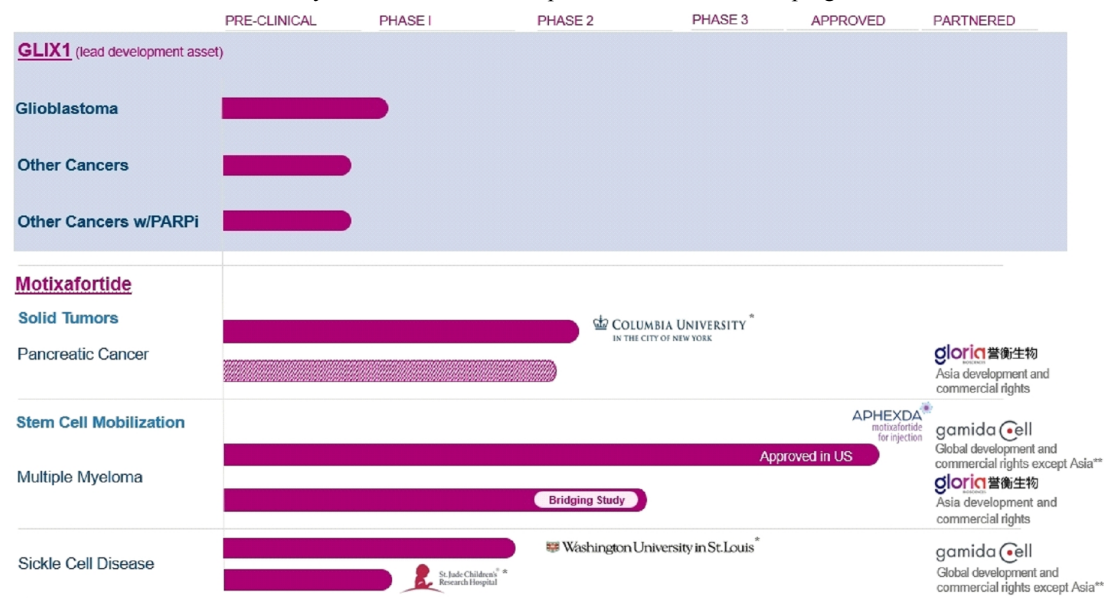 PRE-CLINICAL PHASE I PHASE 2 PHASE 3 APPROVED PARTNERED
GLIX1 (lead development asset)
Glioblastoma
Other Cancers
Other Cancers w/PARPi
Motixafortide
Solid Tumors
COLUMBIA UNIVERSITY*
IN THE CITY OF NEW YORK
Pancreatic Cancer
gloria 誉衡生物
Asia development and
commercial rights
Stem Cell Mobilization
APHEXDA
motixafortide
for injection
gamida Cell
Global development and
commercial rights except Asia**
Approved in US
Multiple Myeloma
gloria 誉衡生物
Asia development and
commercial rights
Bridging Study
Sickle Cell Disease
Washington University in St. Louis*
St. Jude Children's
Research Hospital
*
gamida Cell
Global development and
commercial rights except Asia**